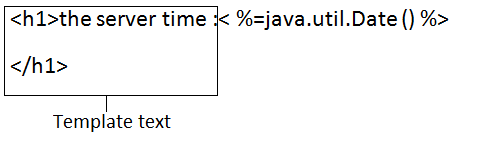 <h1>the server time :< %=java.util.Date () %>
</h1>
Template text